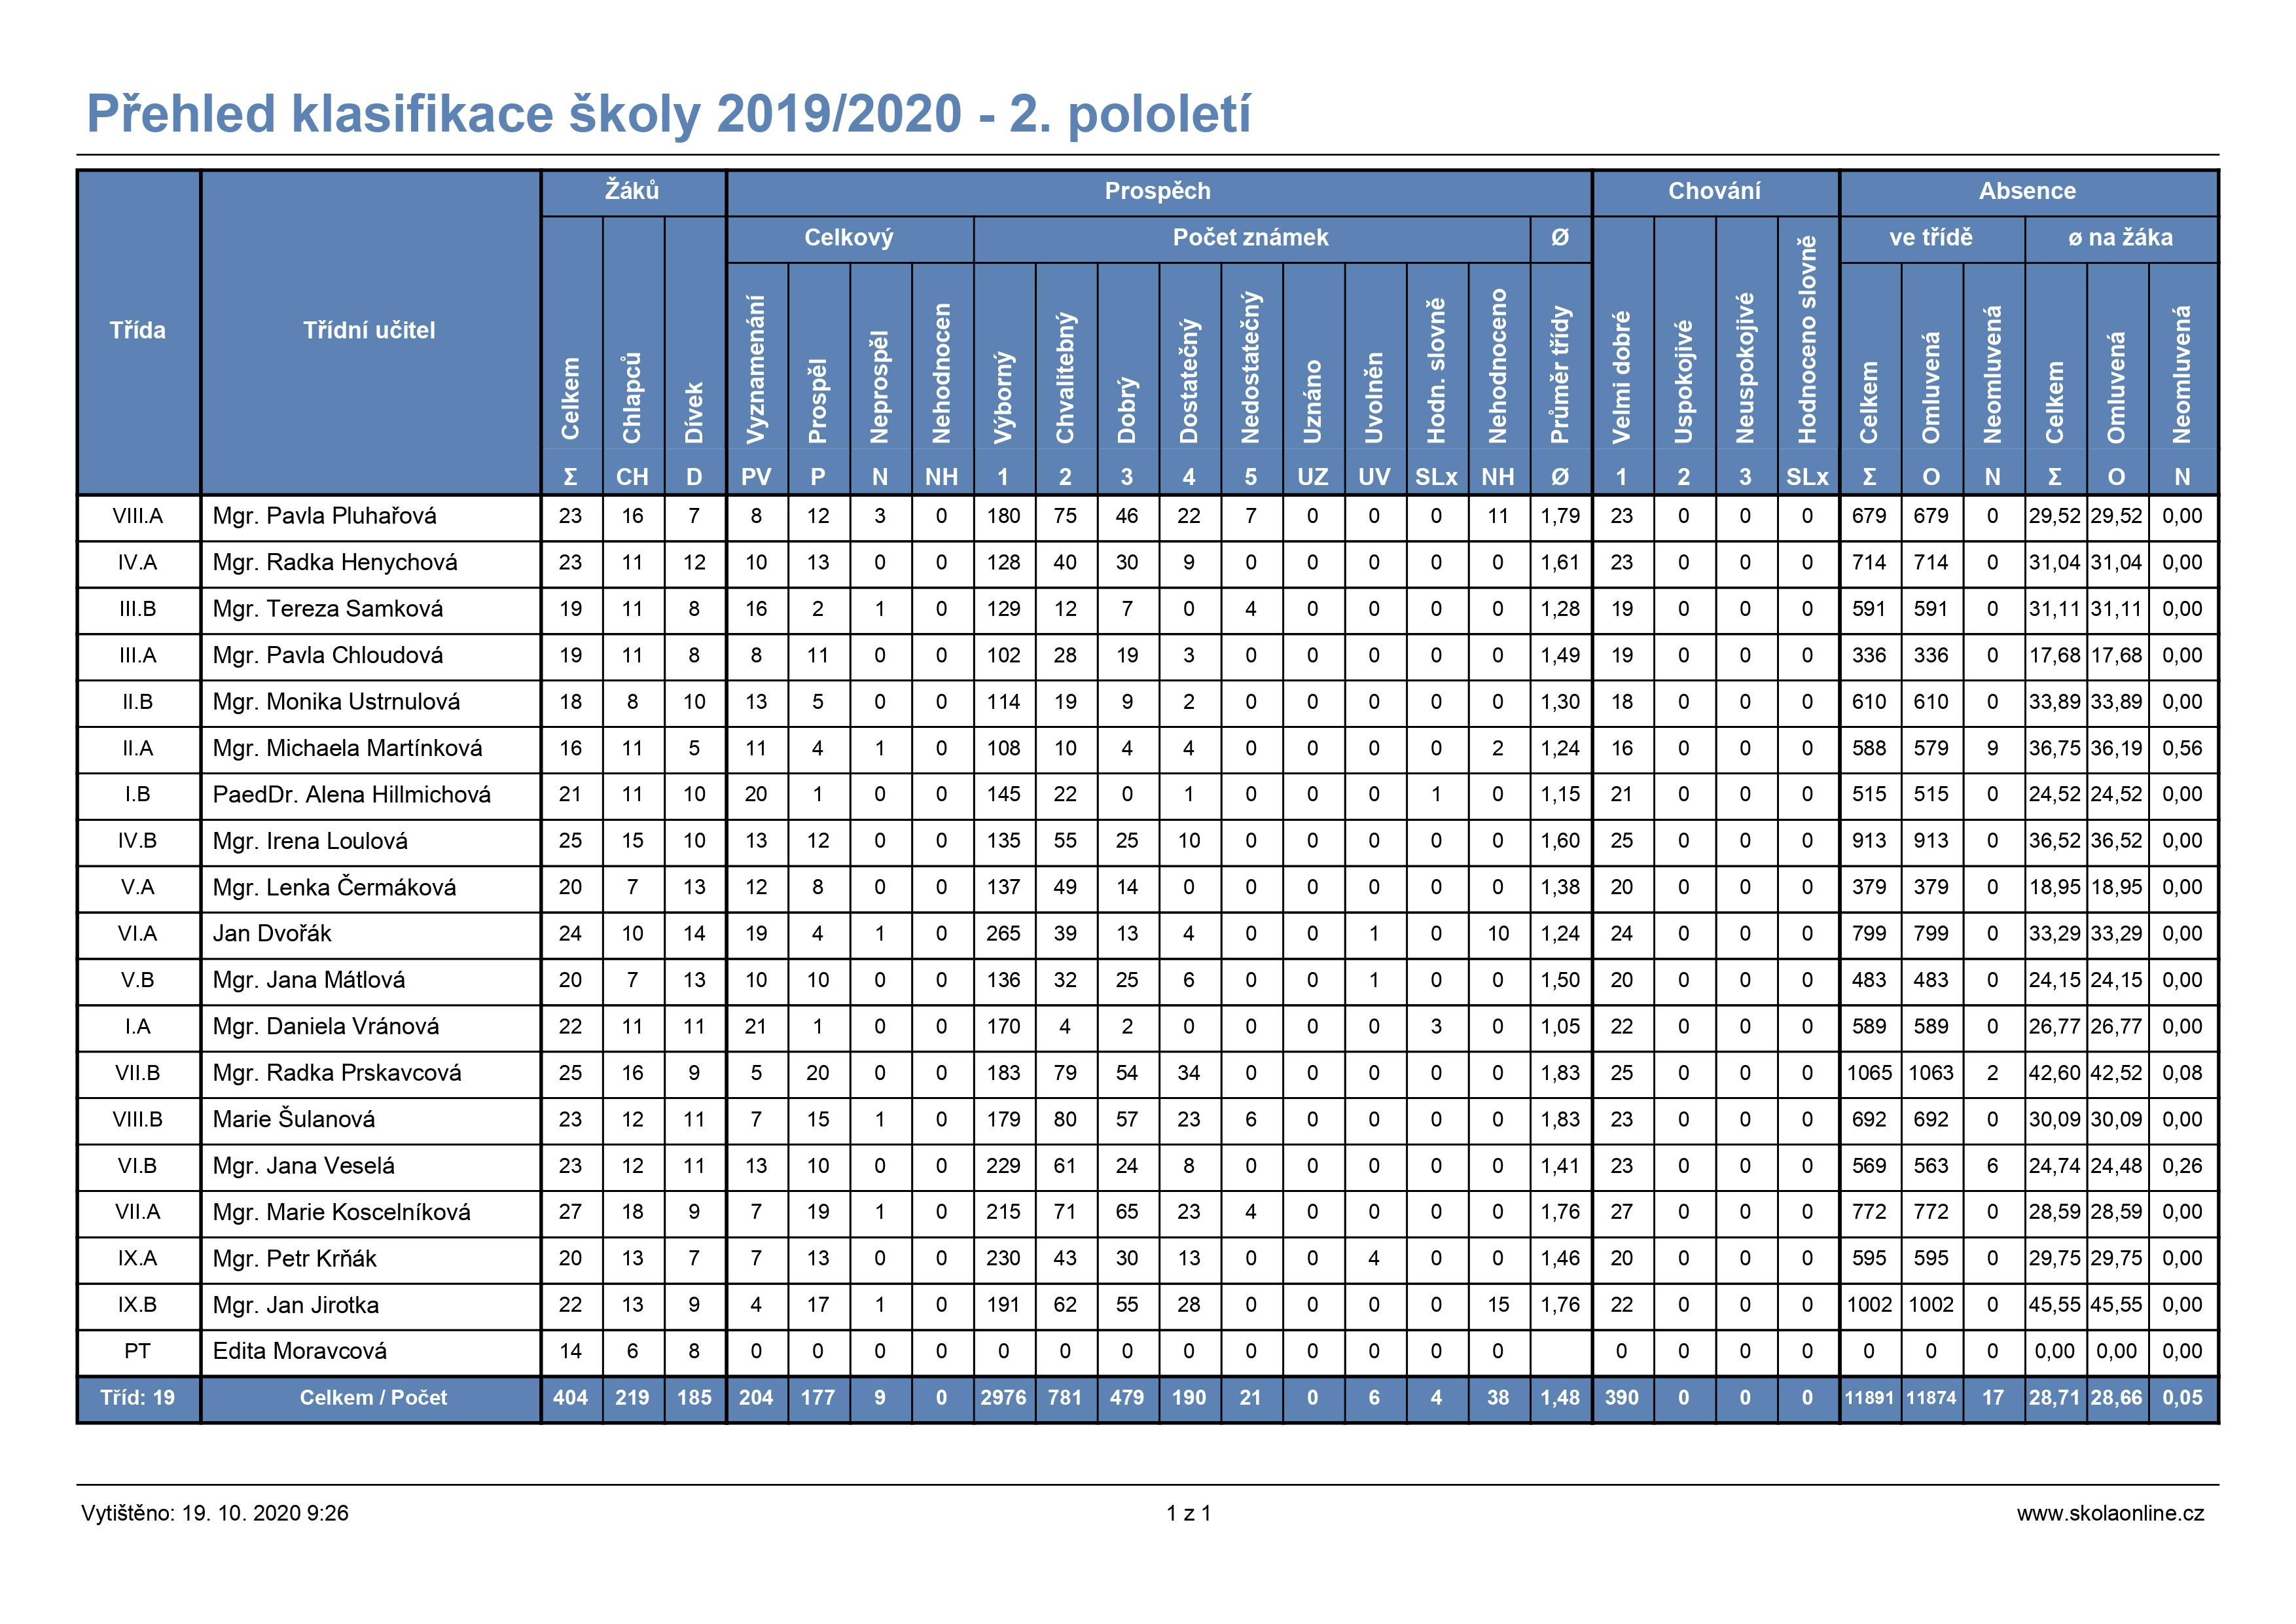 Přehled klasifikace školy 2019/2020 - 2. pololetí
Třída Třídní učitel Žáků Prospěch Chování Absence
Celkový Počet známek Ø ve třídě ø na žáka
Celkem Chlapců Dívek Vyznamenání Prospěl Neprospěl Nehodnocen Výborný Chvalitebný Dobrý Dostatečný Nedostatečný Uznáno Uvolněn Hodn. slovně Nehodnoceno Průměr třídy Velmi dobré Uspokojivé Neuspokojivé Hodnoceno slovně Celkem Omluvená Neomluvená Celkem Omluvená Neomluvená
Σ CH D PV P N NH 1 2 3 4 5 UZ UV SLx NH Ø 1 2 3 SLx Σ O N Σ O N
VIII.A Mgr. Pavla Pluhařová 23 16 7 8 12 3 0 180 75 46 22 7 0 0 0 11 1,79 23 0 0 0 679 679 0 29,52 29,52 0,00
IV.A Mgr. Radka Henychová 23 11 12 10 13 0 0 128 40 30 9 0 0 0 0 0 1,61 23 0 0 0 714 714 0 31,04 31,04 0,00
III.B Mgr. Tereza Samková 19 11 8 16 2 1 0 129 12 7 0 4 0 0 0 0 1,28 19 0 0 0 591 591 0 31,11 31,11 0,00
III.A Mgr. Pavla Chloudová 19 11 8 8 11 0 0 102 28 19 3 0 0 0 0 0 1,49 19 0 0 0 336 336 0 17,68 17,68 0,00
II.B Mgr. Monika Ustrnulová 18 8 10 13 5 0 0 114 19 9 2 0 0 0 0 0 1,30 18 0 0 0 610 610 0 33,89 33,89 0,00
II.A Mgr. Michaela Martínková 16 11 5 11 4 1 0 108 10 4 4 0 0 0 0 2 1,24 16 0 0 0 588 579 9 36,75 36,19 0,56
I.B PaedDr. Alena Hillmichová 21 11 10 20 1 0 0 145 22 0 1 0 0 0 1 0 1,15 21 0 0 0 515 515 0 24,52 24,52 0,00
IV.B Mgr. Irena Loulová 25 15 10 13 12 0 0 135 55 25 10 0 0 0 0 0 1,60 25 0 0 0 913 913 0 36,52 36,52 0,00
V.A Mgr. Lenka Čermáková 20 7 13 12 8 0 0 137 49 14 0 0 0 0 0 0 1,38 20 0 0 0 379 379 0 18,95 18,95 0,00
VI.A Jan Dvořák 24 10 14 19 4 1 0 265 39 13 4 0 0 1 0 10 1,24 24 0 0 0 799 799 0 33,29 33,29 0,00
V.B Mgr. Jana Mátlová 20 7 13 10 10 0 0 136 32 25 6 0 0 1 0 0 1,50 20 0 0 0 483 483 0 24,15 24,15 0,00
I.A Mgr. Daniela Vránová 22 11 11 21 1 0 0 170 4 2 0 0 0 0 3 0 1,05 22 0 0 0 589 589 0 26,77 26,77 0,00
VII.B Mgr. Radka Prskavcová 25 16 9 5 20 0 0 183 79 54 34 0 0 0 0 0 1,83 25 0 0 0 1065 1063 2 42,60 42,52 0,08
VIII.B Marie Šulanová 23 12 11 7 15 1 0 179 80 57 23 6 0 0 0 0 1,83 23 0 0 0 692 692 0 30,09 30,09 0,00
VI.B Mgr. Jana Veselá 23 12 11 13 10 0 0 229 61 24 8 0 0 0 0 0 1,41 23 0 0 0 569 563 6 24,74 24,48 0,26
VII.A Mgr. Marie Koscelníková 27 18 9 7 19 1 0 215 71 65 23 4 0 0 0 0 1,76 27 0 0 0 772 772 0 28,59 28,59 0,00
IX.A Mgr. Petr Krňák 20 13 7 7 13 0 0 230 43 30 13 0 0 4 0 0 1,46 20 0 0 0 595 595 0 29,75 29,75 0,00
IX.B Mgr. Jan Jirotka 22 13 9 4 17 1 0 191 62 55 28 0 0 0 0 15 1,76 22 0 0 0 1002 1002 0 45,55 45,55 0,00
PT Edita Moravcová 14 6 8 0 0 0 0 0 0 0 0 0 0 0 0 0 0 0 0 0 0 0 0 0,00 0,00 0,00
Tříd: 19 Celkem / Počet 404 219 185 204 177 9 0 2976 781 479 190 21 0 6 4 38 1,48 390 0 0 0 11891 11874 17 28,71 28,66 0,05
Vytištěno: 19. 10. 2020 9:26 1 z 1 www.skolaonline.cz